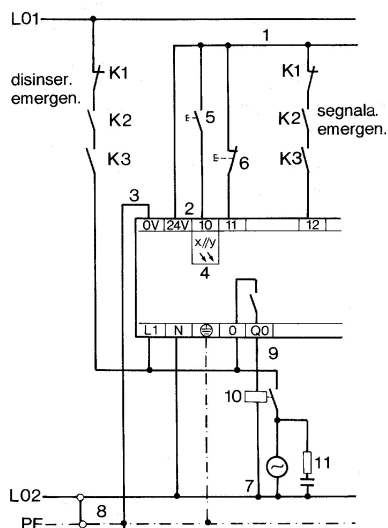 L01
1
K1
K1
disinser.
emergen.
K2
5
K2
segnala.
emergen.
K3
6
K3
3
2
0V 24V 10 11 12
x//y
4
L1 N 0 Q0
9
10
11
7
L02
8
PE